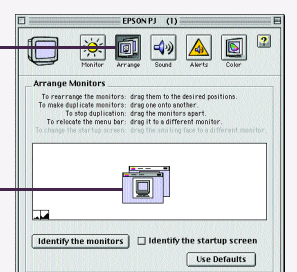 EPSON PJ (1)
Monitor Arrange Sound Alerts Color
?
Arrange Monitors
To rearrange the monitors: drag them to the desired positions.
To make duplicate monitors: drag one onto another.
To stop duplication: drag the monitors apart.
To relocate the menu bar: drag it to a different monitor.
To change the startup screen: drag the smiling face to a different monitor.
Identify the monitors Identify the startup screen
Use Defaults